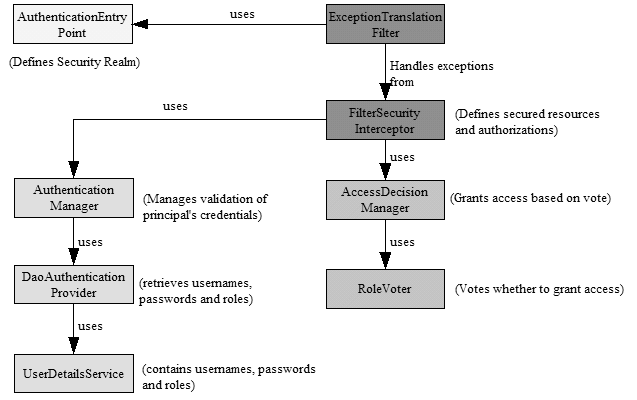 AuthenticationEntry
Point
uses
ExceptionTranslation
Filter
(Defines Security Realm)
Handles exceptions
from
uses
FilterSecurity
Interceptor
(Defines secured resources
and authorizations)
uses
Authentication
Manager
(Manages validation of
principal's credentials)
AccessDecision
Manager
(Grants access based on vote)
uses
uses
DaoAuthentication
Provider
(retrieves usernames,
passwords and roles)
RoleVoter
(Votes whether to grant access)
uses
UserDetailsService
(contains usernames, passwords
and roles)